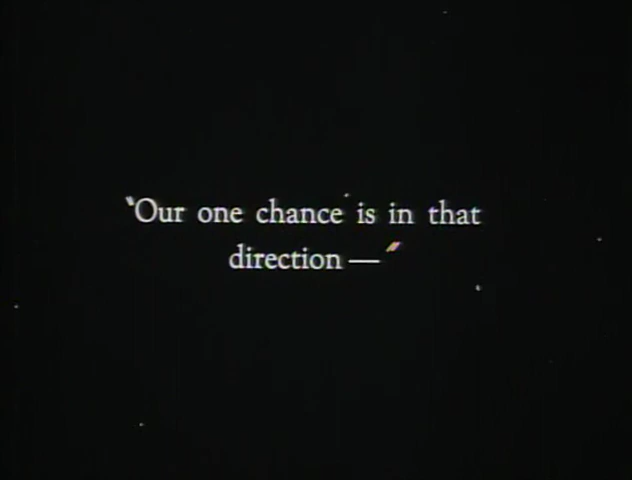 "Our one chance is in that
direction — "